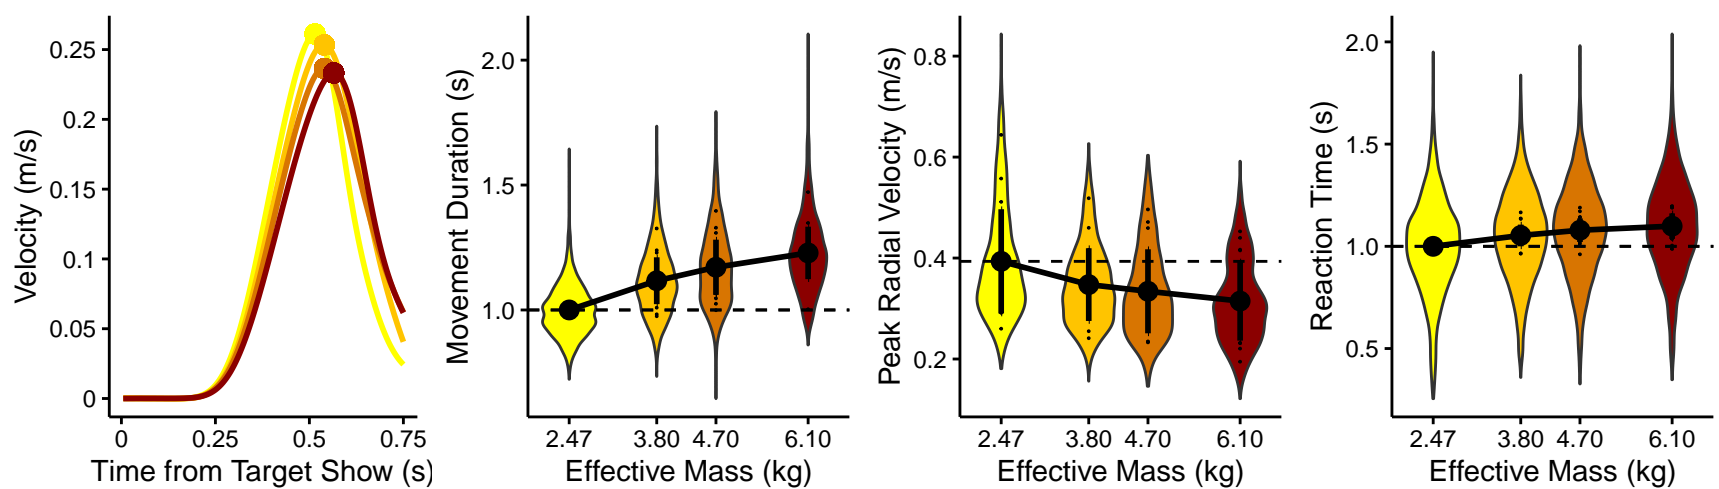 Velocity (m/s)
0.25
0.2
0.15
0.1
0.05
0
0 0.25 0.5 0.75
Time from Target Show (s)
Movement Duration (s)
2.0
1.5
1.0
2.47 3.80 4.70 6.10
Effective Mass (kg)
Peak Radial Velocity (m/s)
0.8
0.6
0.4
0.2
2.47 3.80 4.70 6.10
Effective Mass (kg)
Reaction Time (s)
2.0
1.5
1.0
0.5
2.47 3.80 4.70 6.10
Effective Mass (kg)